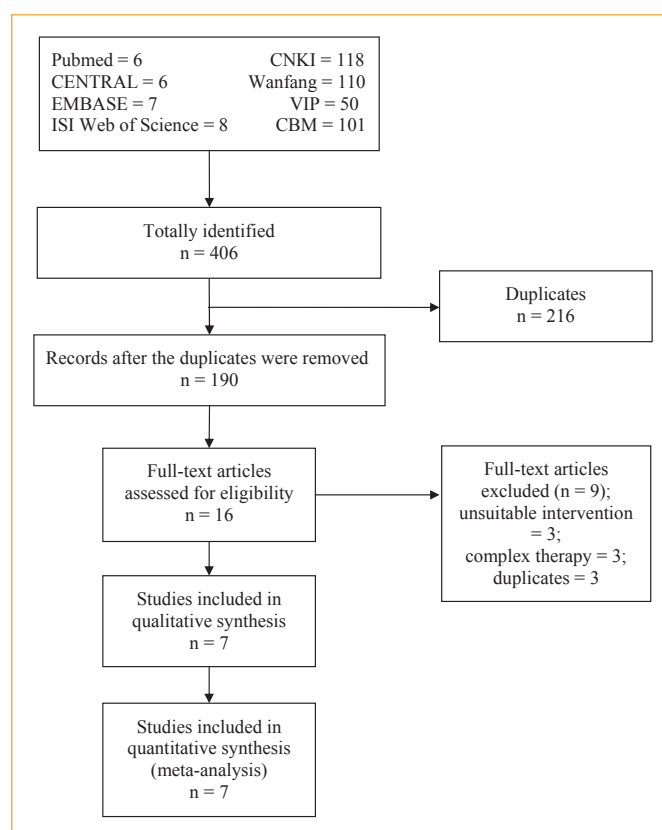 Pubmed = 6
CENTRAL = 6
EMBASE = 7
ISI Web of Science = 8
CNKI = 118
Wanfang = 110
VIP = 50
CBM = 101
Totally identified
n = 406
Duplicates
n = 216
Records after the duplicates were removed
n = 190
Full-text articles
assessed for eligibility
n = 16
Full-text articles
excluded (n = 9);
unsuitable intervention
= 3;
complex therapy = 3;
duplicates = 3
Studies included in
qualitative synthesis
n = 7
Studies included in
quantitative synthesis
(meta-analysis)
n = 7